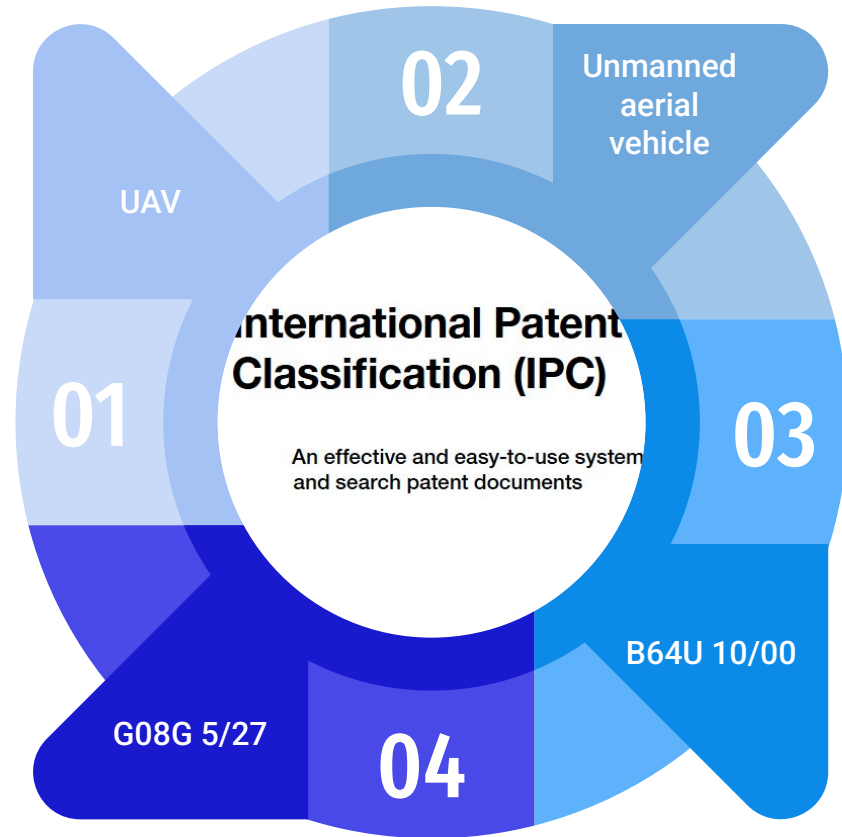 UAV
01
02
Unmanned
aerial
vehicle
03
B64U 10/00
04
G08G 5/27
International Patent
Classification (IPC)
An effective and easy-to-use system
and search patent documents